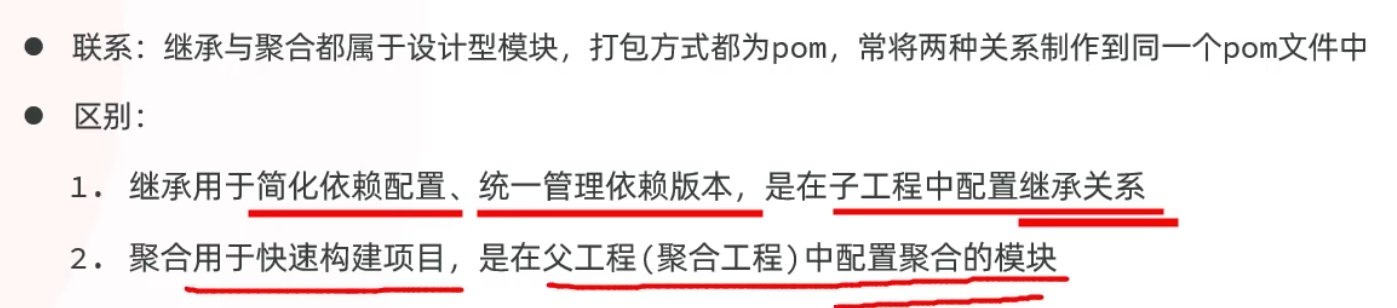 ● 联系：继承与聚合都属于设计型模块，打包方式都为pom，常将两种关系制作到同一个pom文件中
● 区别：
1. 继承用于简化依赖配置、统一管理依赖版本，是在子工程中配置继承关系
2. 聚合用于快速构建项目，是在父工程(聚合工程)中配置聚合的模块